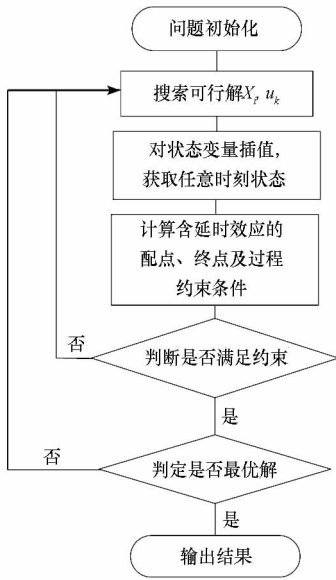 问题初始化
搜索可行解X_i, u_k
对状态变量插值,
获取任意时刻状态
计算含延时效应的
配点、终点及过程
约束条件
否
判断是否满足约束
是
否
判定是否最优解
是
输出结果